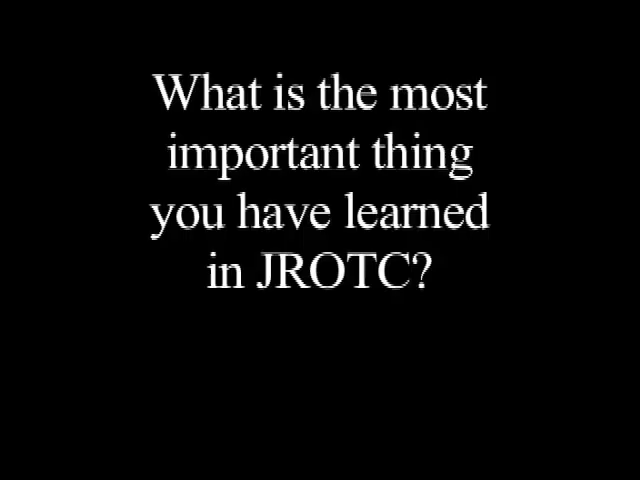 What is the most
important thing
you have learned
in JROTC?